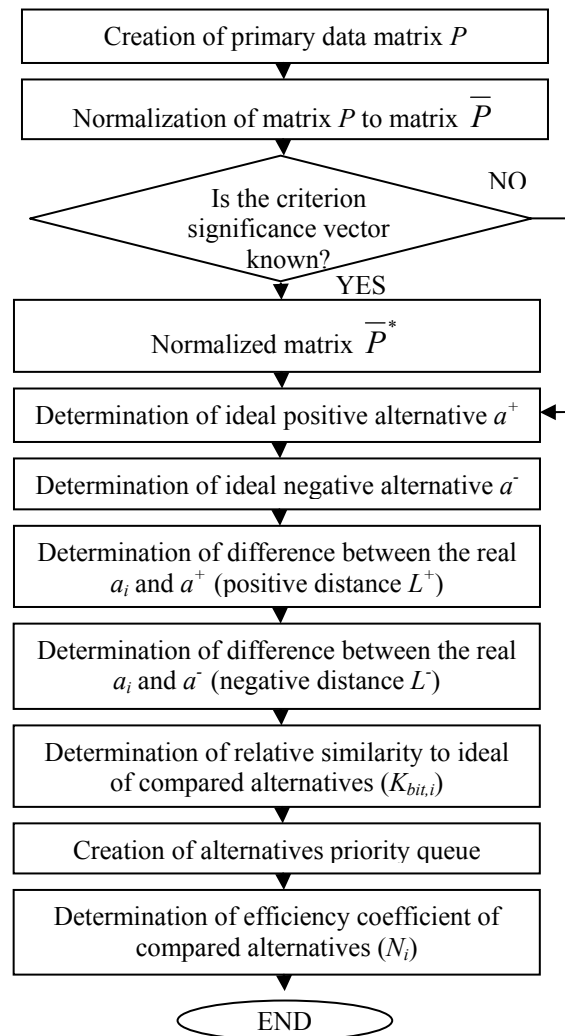 Creation of primary data matrix P
Normalization of matrix P to matrix P̅
NO
Is the criterion
significance vector
known?
YES
Normalized matrix P̅*
Determination of ideal positive alternative a⁺
Determination of ideal negative alternative a⁻
Determination of difference between the real
aᵢ and a⁺ (positive distance L⁺)
Determination of difference between the real
aᵢ and a⁻ (negative distance L⁻)
Determination of relative similarity to ideal
of compared alternatives (K_bit,i)
Creation of alternatives priority queue
Determination of efficiency coefficient of
compared alternatives (Nᵢ)
END